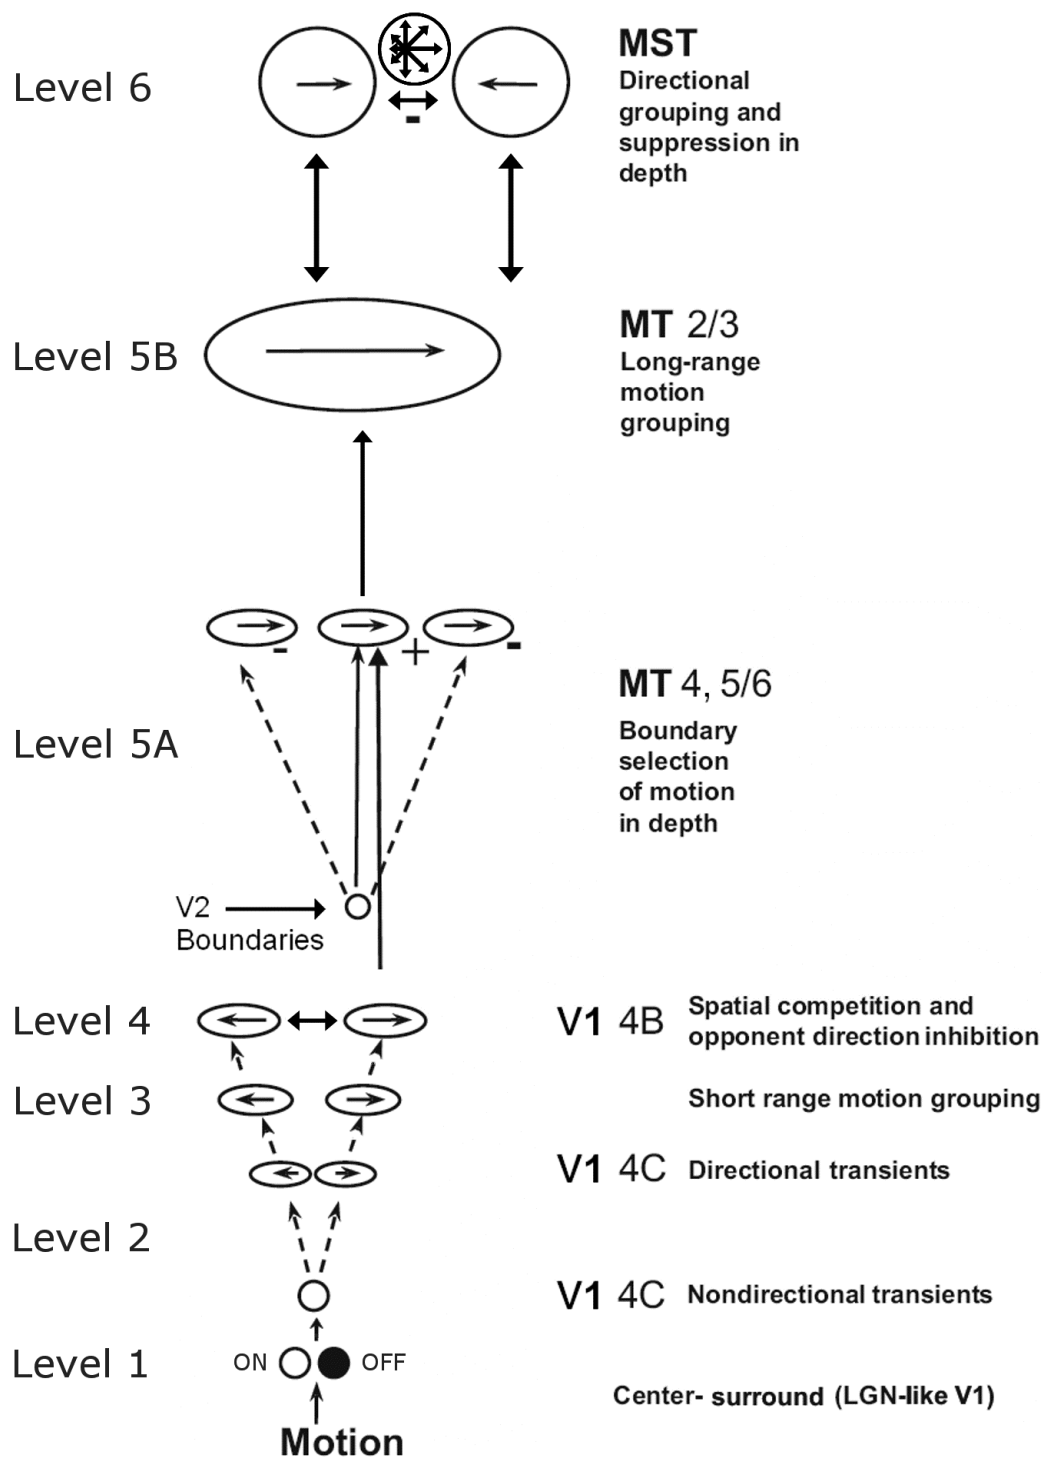 Level 6
-
MST
Directional
grouping and
suppression in
depth
Level 5B
MT 2/3
Long-range
motion
grouping
- + -
Level 5A
MT 4, 5/6
Boundary
selection
of motion
in depth
V2
Boundaries
Level 4
V1 4B
Spatial competition and
opponent direction inhibition
Level 3
Short range motion grouping
V1 4C Directional transients
Level 2
V1 4C Nondirectional transients
Level 1
ON OFF
Center- surround (LGN-like V1)
Motion